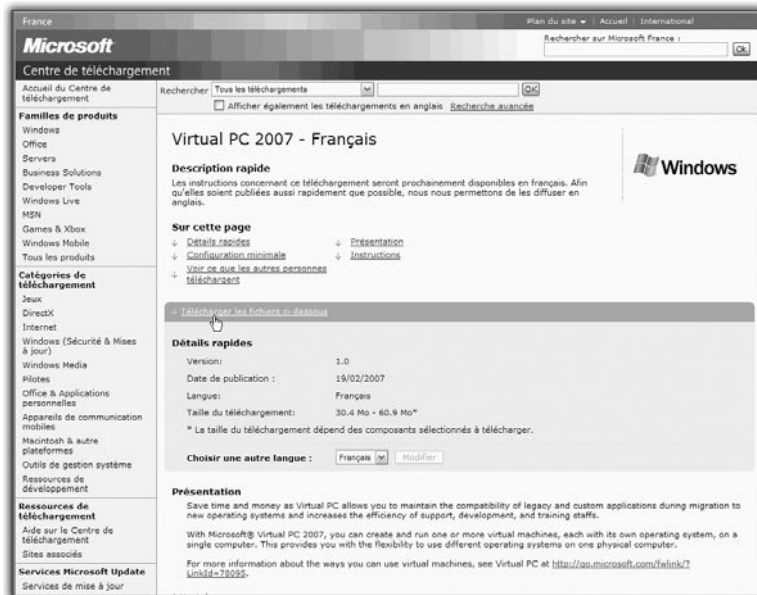 France
Plan du site | Accueil | International
Microsoft
Rechercher sur Microsoft France :
Ok
Centre de téléchargement
Accueil du Centre de
téléchargement
Familles de produits
Windows
Office
Servers
Business Solutions
Developer Tools
Windows Live
MSN
Games & Xbox
Windows Mobile
Tous les produits
Catégories de
téléchargement
Jeux
DirectX
Internet
Windows (Sécurité & Mises
à jour)
Windows Media
Pilotes
Office & Applications
personnelles
Appareils de communication
mobiles
Macintosh & autre
plateformes
Outils de gestion système
Ressources de
développement
Ressources de
téléchargement
Aide sur le Centre de
téléchargement
Sites associés
Services Microsoft Update
Services de mise à jour
Rechercher Tous les téléchargements OK
Afficher également les téléchargements en anglais Recherche avancée
Virtual PC 2007 - Français
Windows
Description rapide
Les instructions concernant ce téléchargement seront prochainement disponibles en français. Afin
qu'elles soient publiées aussi rapidement que possible, nous nous permettons de les diffuser en
anglais.
Sur cette page
↓ Détails rapides ↓ Présentation
↓ Configuration minimale ↓ Instructions
↓ Voir ce que les autres personnes
téléchargent
↓ Télécharger les fichiers ci-dessous
Détails rapides
Version: 1.0
Date de publication : 19/02/2007
Langue: Français
Taille du téléchargement: 30.4 Mo - 60.9 Mo*
* La taille du téléchargement dépend des composants sélectionnés à télécharger.
Choisir une autre langue : Français Modifier
Présentation
Save time and money as Virtual PC allows you to maintain the compatibility of legacy and custom applications during migration to
new operating systems and increases the efficiency of support, development, and training staffs.
With Microsoft® Virtual PC 2007, you can create and run one or more virtual machines, each with its own operating system, on a
single computer. This provides you with the flexibility to use different operating systems on one physical computer.
For more information about the ways you can use virtual machines, see Virtual PC at http://go.microsoft.com/fwlink/?
LinkId=78095.